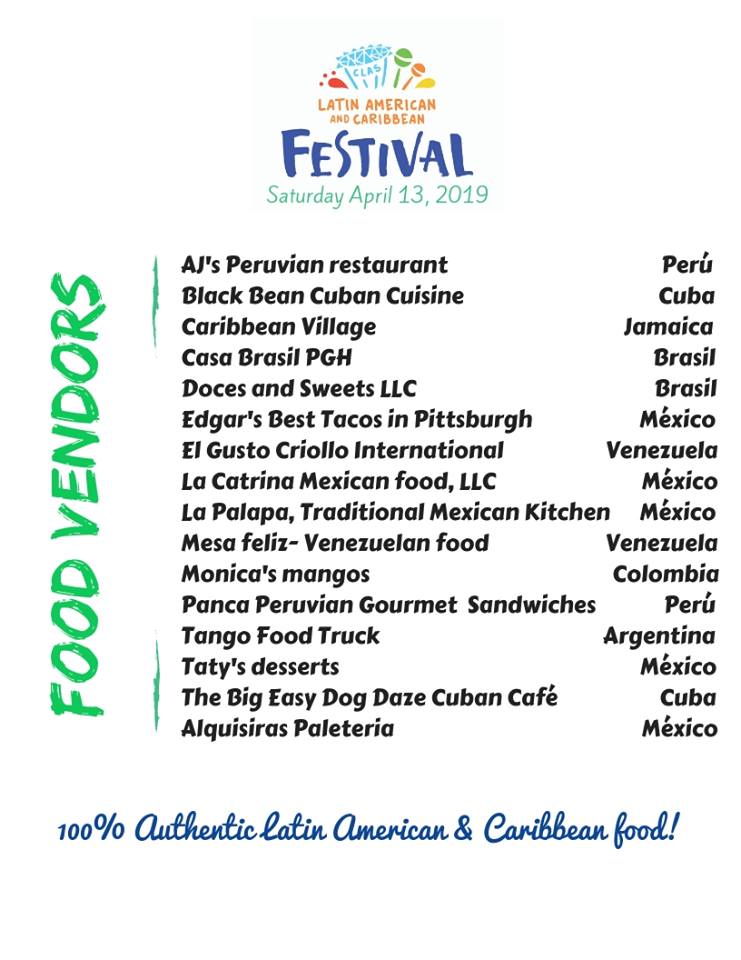 CLAS
LATIN AMERICAN
AND CARIBBEAN
FESTIVAL
Saturday April 13, 2019
FOOD VENDORS
AJ's Peruvian restaurant Perú
Black Bean Cuban Cuisine Cuba
Caribbean Village Jamaica
Casa Brasil PGH Brasil
Doces and Sweets LLC Brasil
Edgar's Best Tacos in Pittsburgh México
El Gusto Criollo International Venezuela
La Catrina Mexican food, LLC México
La Palapa, Traditional Mexican Kitchen México
Mesa feliz- Venezuelan food Venezuela
Monica's mangos Colombia
Panca Peruvian Gourmet Sandwiches Perú
Tango Food Truck Argentina
Taty's desserts México
The Big Easy Dog Daze Cuban Café Cuba
Alquisiras Paleteria México
100% Authentic Latin American & Caribbean food!